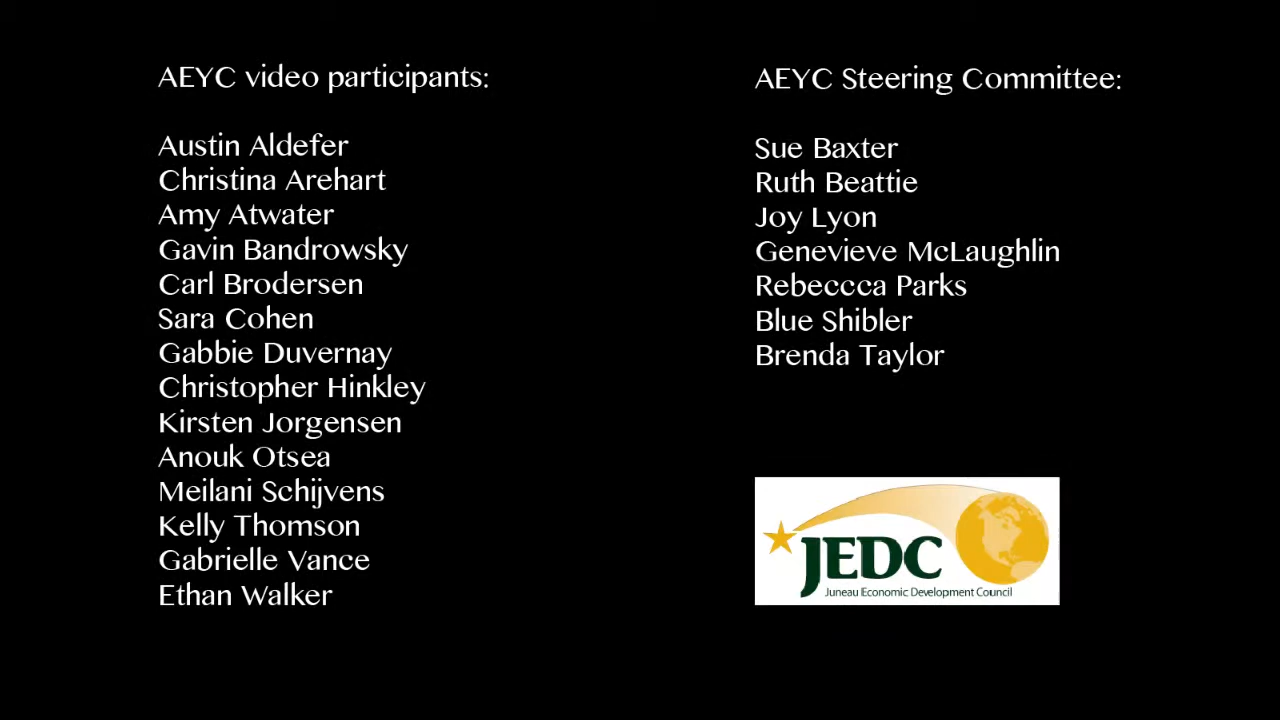 AEYC video participants:
Austin Aldefer
Christina Arehart
Amy Atwater
Gavin Bandrowsky
Carl Brodersen
Sara Cohen
Gabbie Duvernay
Christopher Hinkley
Kirsten Jorgensen
Anouk Otsea
Meilani Schijvens
Kelly Thomson
Gabrielle Vance
Ethan Walker
AEYC Steering Committee:
Sue Baxter
Ruth Beattie
Joy Lyon
Genevieve McLaughlin
Rebeccca Parks
Blue Shibler
Brenda Taylor
JEDC
Juneau Economic Development Council